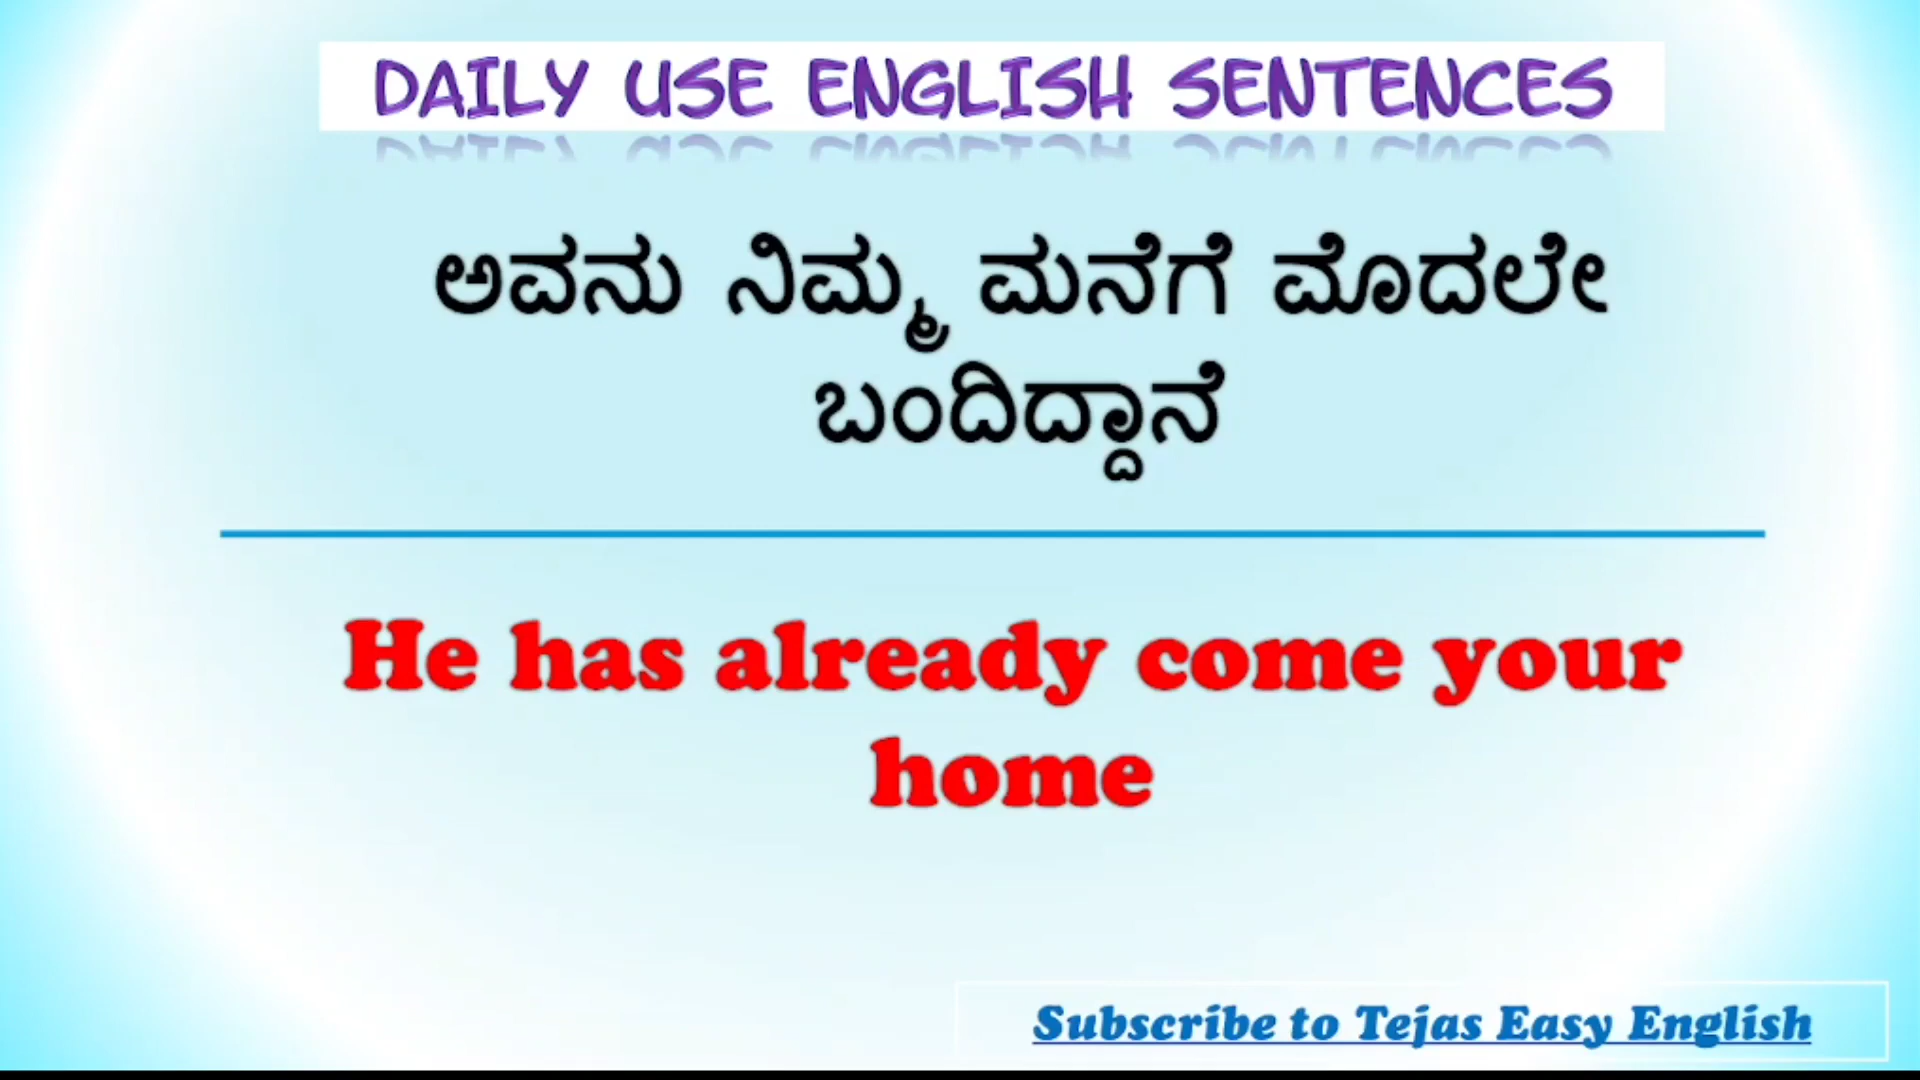 DAILY USE ENGLISH SENTENCES
ಅವನು ನಿಮ್ಮ ಮನೆಗೆ ಮೊದಲೇ
ಬಂದಿದ್ದಾನೆ
He has already come your
home
Subscribe to Tejas Easy English